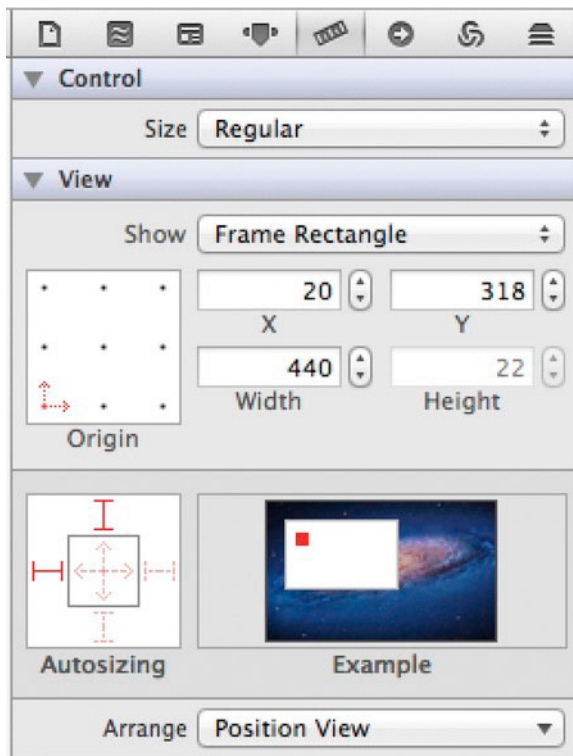 Control
Size Regular
View
Show Frame Rectangle
20 318
X Y
440 22
Width Height
Origin
Autosizing Example
Arrange Position View